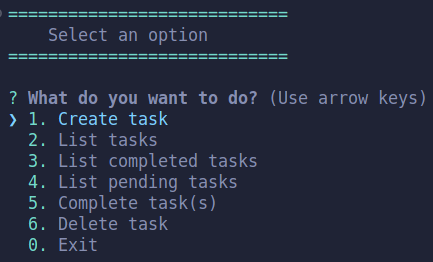 ============================
Select an option
============================
? What do you want to do? (Use arrow keys)
❯ 1. Create task
2. List tasks
3. List completed tasks
4. List pending tasks
5. Complete task(s)
6. Delete task
0. Exit